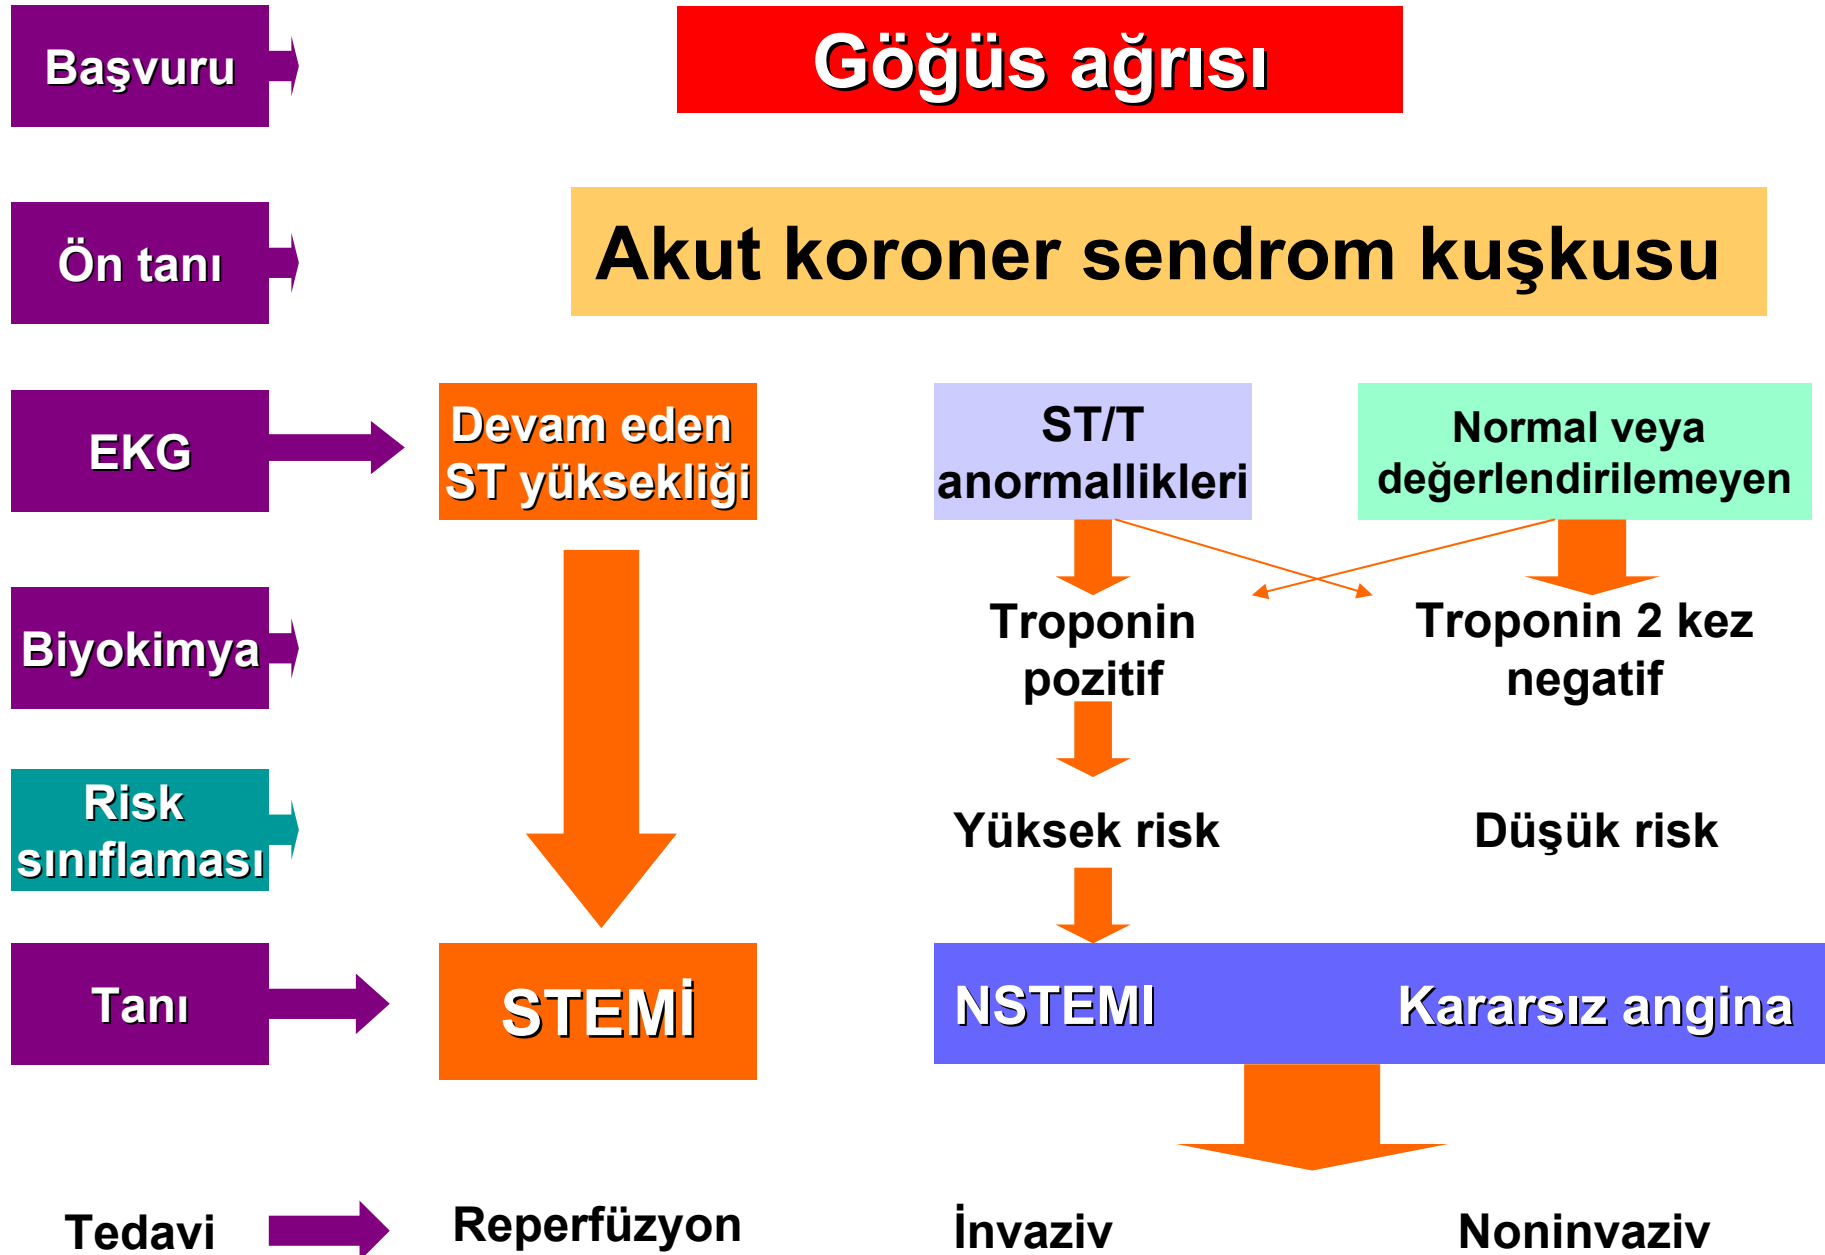 Başvuru
Göğüs ağrısı
Ön tanı
Akut koroner sendrom kuşkusu
EKG
Devam eden
ST yüksekliği
ST/T
anormallikleri
Normal veya
değerlendirilemeyen
Biyokimya
Troponin
pozitif
Troponin 2 kez
negatif
Risk
sınıflaması
Yüksek risk
Düşük risk
Tanı
STEMİ
NSTEMI
Kararsız angina
Tedavi
Reperfüzyon
İnvaziv
Noninvaziv